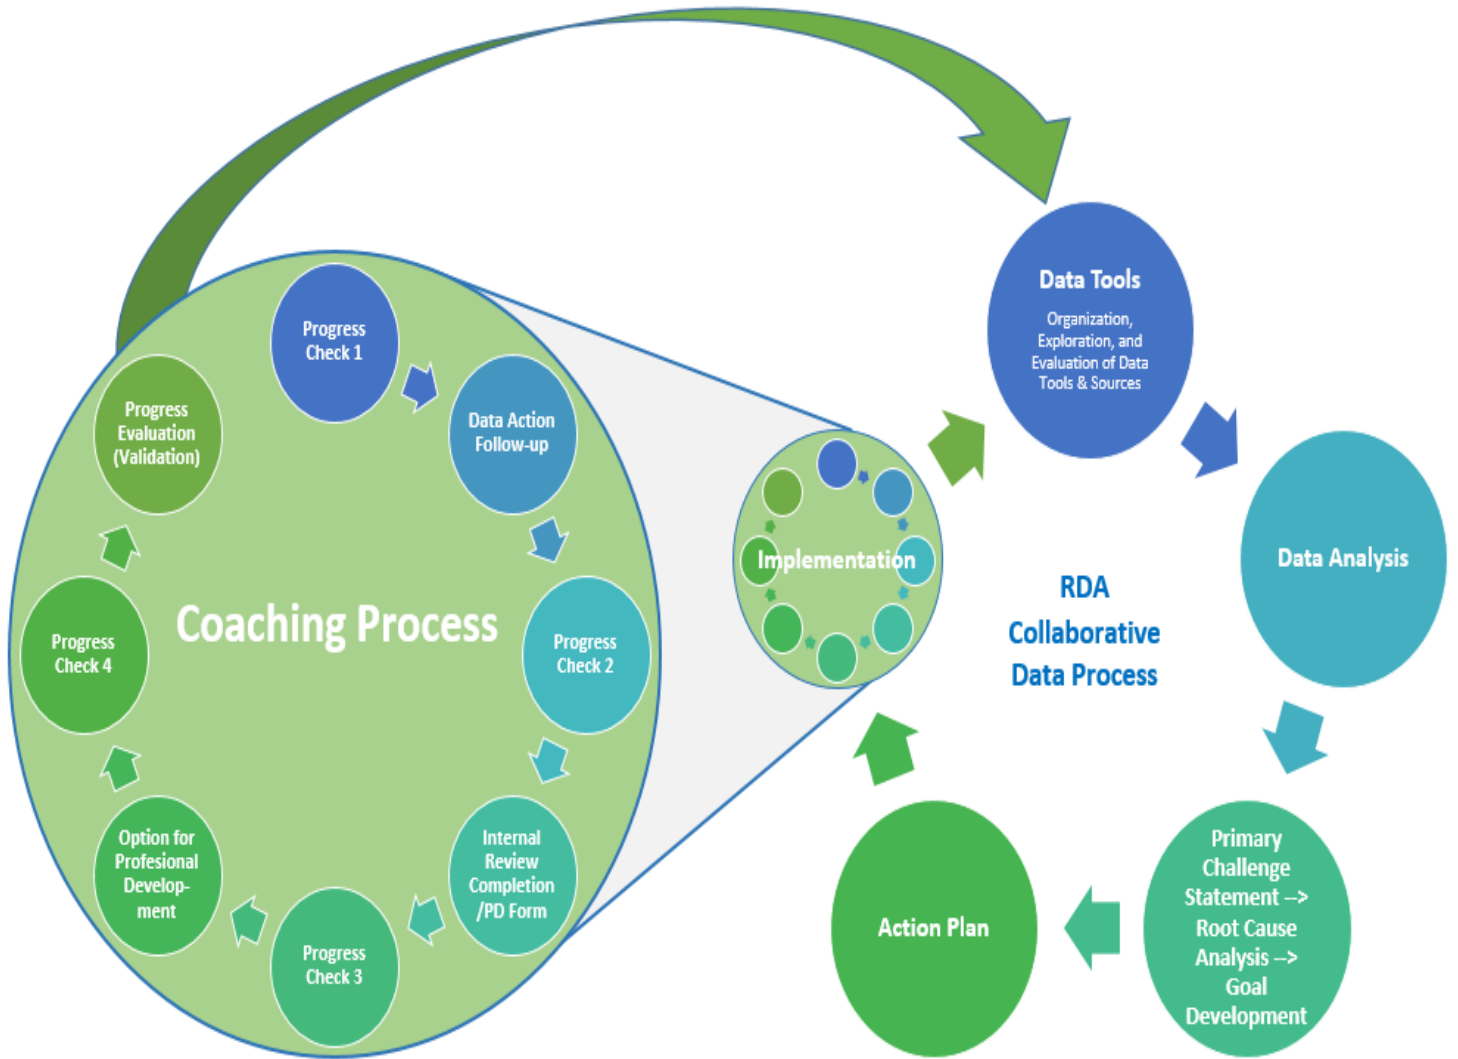 Data Tools
Organization,
Exploration, and
Evaluation of Data
Tools & Sources
Data Analysis
Primary
Challenge
Statement -->
Root Cause
Analysis -->
Goal
Development
Action Plan
Implementation
RDA
Collaborative
Data Process
Coaching Process
Progress
Check 1
Data Action
Follow-up
Progress
Check 2
Internal
Review
Completion
/PD Form
Progress
Check 3
Option for
Profesional
Develop-
ment
Progress
Check 4
Progress
Evaluation
(Validation)